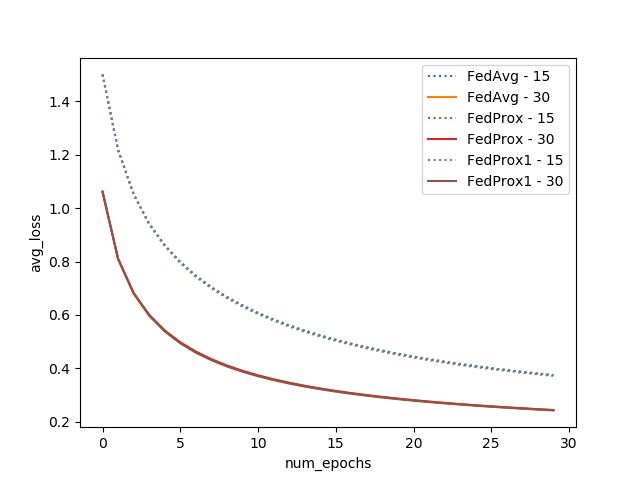 FedAvg - 15
FedAvg - 30
FedProx - 15
FedProx - 30
FedProx1 - 15
FedProx1 - 30
1.4
1.2
1.0
0.8
0.6
0.4
0.2
avg_loss
0 5 10 15 20 25 30
num_epochs